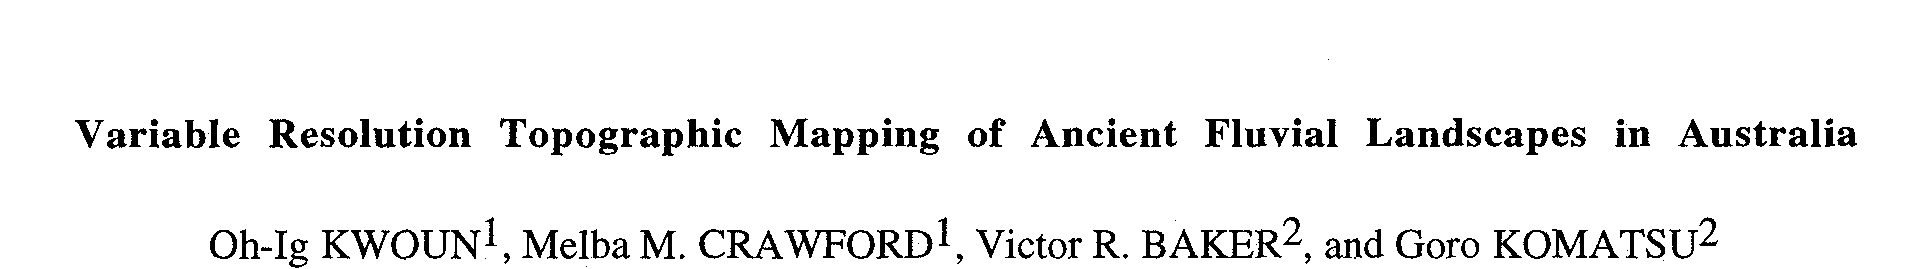 Variable Resolution Topographic Mapping of Ancient Fluvial Landscapes in Australia
Oh-Ig KWOUN1, Melba M. CRAWFORD1, Victor R. BAKER2, and Goro KOMATSU2